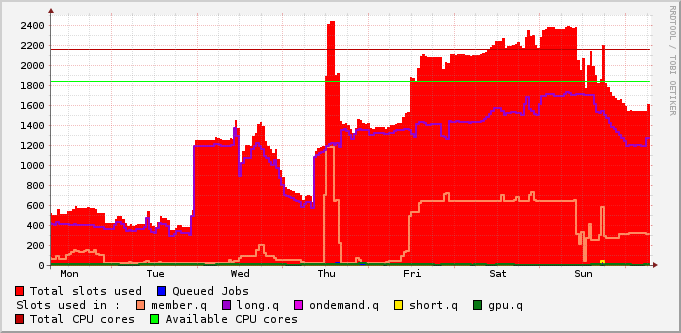 RRDTOOL / TOBI OETIKER
2400
2200
2000
1800
1600
1400
1200
1000
800
600
400
200
0
Mon Tue Wed Thu Fri Sat Sun
Total slots used Queued Jobs
Slots used in : member.q long.q ondemand.q short.q gpu.q
Total CPU cores Available CPU cores